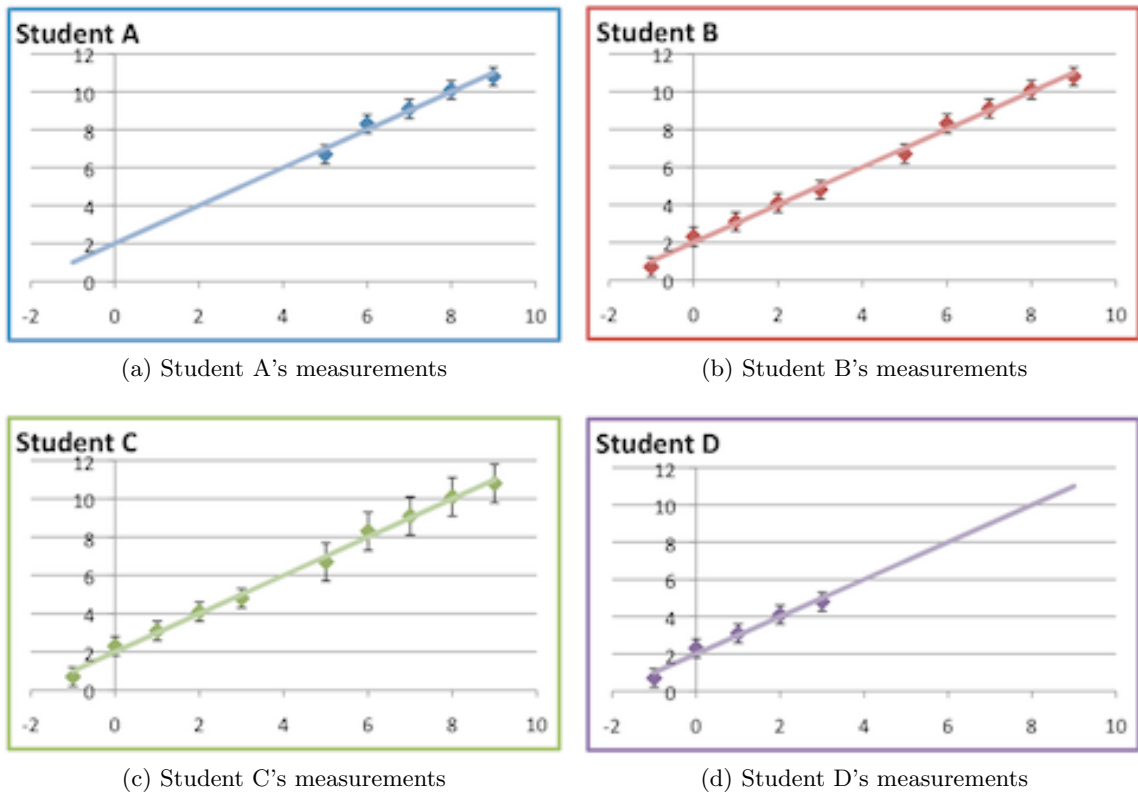 Student A
12
10
8
6
4
2
0
-2 0 2 4 6 8 10
(a) Student A's measurements
Student B
12
10
8
6
4
2
0
-2 0 2 4 6 8 10
(b) Student B's measurements
Student C
12
10
8
6
4
2
0
-2 0 2 4 6 8 10
(c) Student C's measurements
Student D
12
10
8
6
4
2
0
-2 0 2 4 6 8 10
(d) Student D's measurements